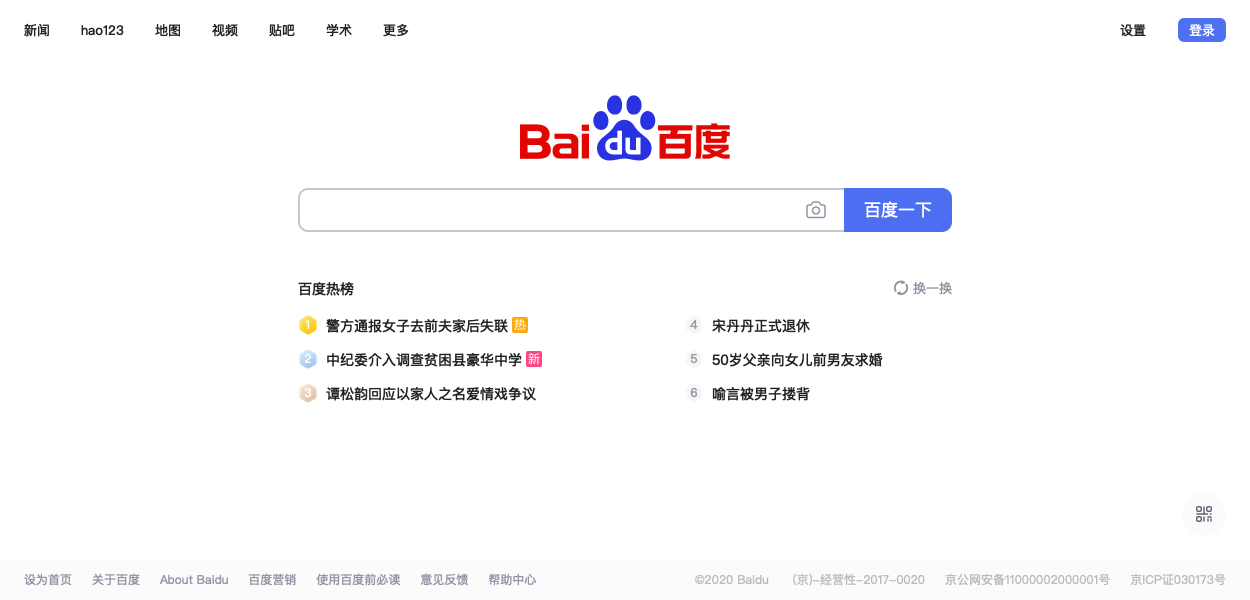 新闻 hao123 地图 视频 贴吧 学术 更多 设置 登录
Bai du 百度
百度一下
百度热榜 换一换
1 警方通报女子去前夫家后失联 热 4 宋丹丹正式退休
2 中纪委介入调查贫困县豪华中学 新 5 50岁父亲向女儿前男友求婚
3 谭松韵回应以家人之名爱情戏争议 6 喻言被男子搂背
设为首页 关于百度 About Baidu 百度营销 使用百度前必读 意见反馈 帮助中心 ©2020 Baidu (京)-经营性-2017-0020 京公网安备11000002000001号 京ICP证030173号